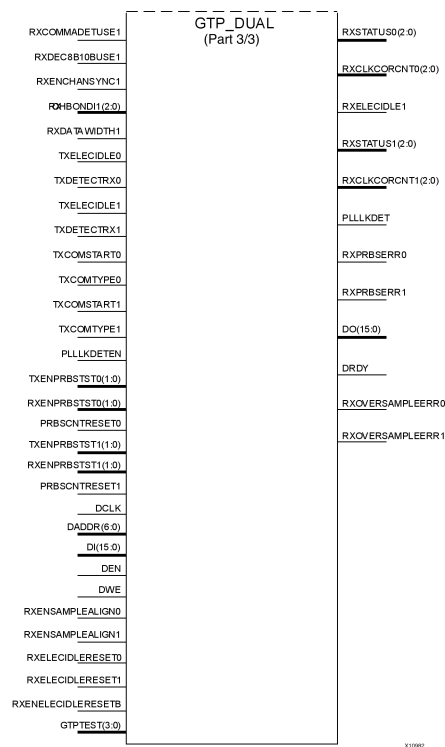 GTP_DUAL
(Part 3/3)
RXCOMMADETUSE1
RXDEC8B10BUSE1
RXENCHANSYNC1
RXHBONDI1(2:0)
RXDATAWIDTH1
TXELECIDLE0
TXDETECTRX0
TXELECIDLE1
TXDETECTRX1
TXCOMSTART0
TXCOMTYPE0
TXCOMSTART1
TXCOMTYPE1
PLLLKDETEN
TXENPRBSTST0(1:0)
RXENPRBSTST0(1:0)
PRBSCNTRESET0
TXENPRBSTST1(1:0)
RXENPRBSTST1(1:0)
PRBSCNTRESET1
DCLK
DADDR(6:0)
DI(15:0)
DEN
DWE
RXENSAMPLEALIGN0
RXENSAMPLEALIGN1
RXELECIDLERESET0
RXELECIDLERESET1
RXENELECIDLERESETB
GTPTEST(3:0)
RXSTATUS0(2:0)
RXCLKCORCNT0(2:0)
RXELECIDLE1
RXSTATUS1(2:0)
RXCLKCORCNT1(2:0)
PLLLKDET
RXPRBSERR0
RXPRBSERR1
DO(15:0)
DRDY
RXOVERSAMPLEERR0
RXOVERSAMPLEERR1
X10982